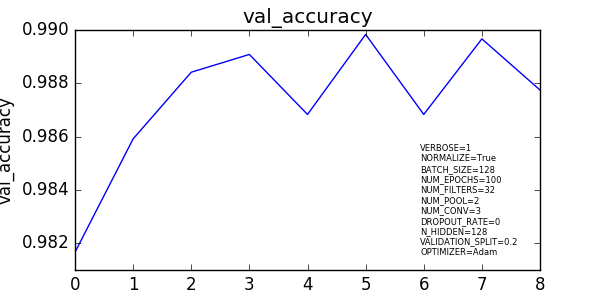 val_accuracy
0.990
0.988
0.986
0.984
0.982
val_accuracy
0 1 2 3 4 5 6 7 8
VERBOSE=1
NORMALIZE=True
BATCH_SIZE=128
NUM_EPOCHS=100
NUM_FILTERS=32
NUM_POOL=2
NUM_CONV=3
DROPOUT_RATE=0
N_HIDDEN=128
VALIDATION_SPLIT=0.2
OPTIMIZER=Adam